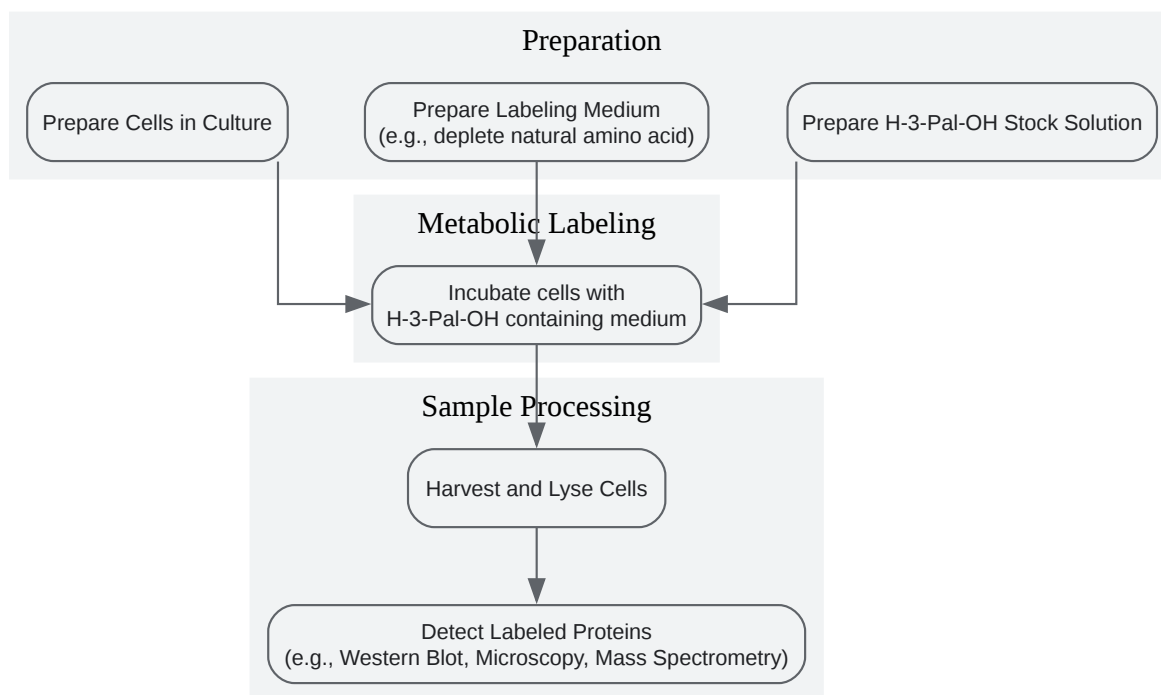 Preparation
Prepare Cells in Culture
Prepare Labeling Medium
(e.g., deplete natural amino acid)
Prepare H-3-Pal-OH Stock Solution
Metabolic Labeling
Incubate cells with
H-3-Pal-OH containing medium
Sample Processing
Harvest and Lyse Cells
Detect Labeled Proteins
(e.g., Western Blot, Microscopy, Mass Spectrometry)